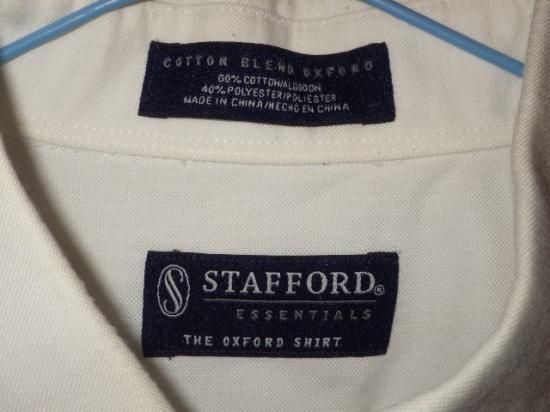 COTTON BLEND OXFORD
60% COTTON/ALGODON
40% POLYESTER/POLIESTER
MADE IN CHINA/HECHO EN CHINA
S STAFFORD®
ESSENTIALS
THE OXFORD SHIRT